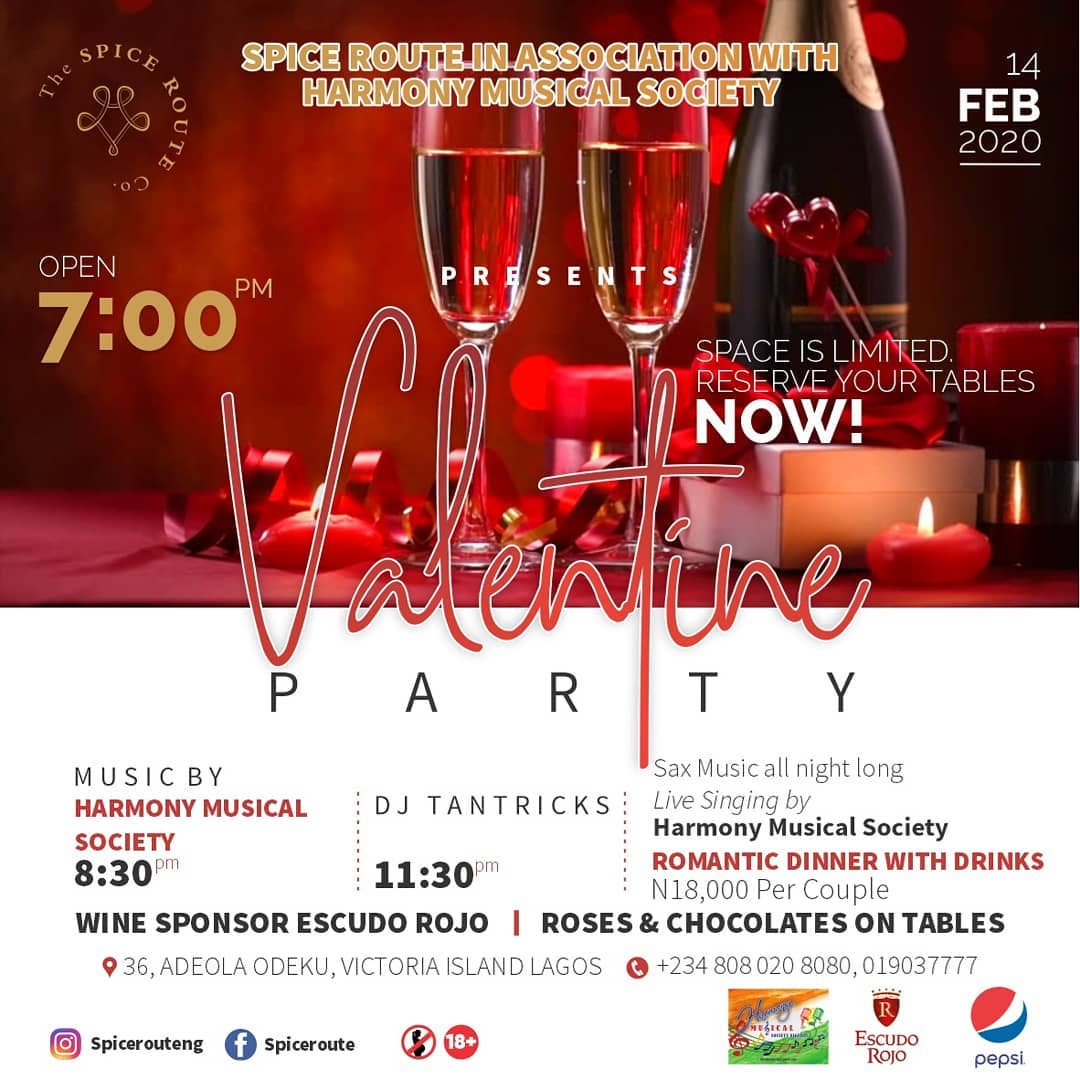 The SPICE ROUTE Co.
SPICE ROUTE IN ASSOCIATION WITH
HARMONY MUSICAL SOCIETY
14
FEB
2020
OPEN
7:00 PM
PRESENTS
SPACE IS LIMITED.
RESERVE YOUR TABLES
NOW!
Valentine
PARTY
MUSIC BY
HARMONY MUSICAL
SOCIETY
8:30 pm
DJ TANTRICKS
11:30 pm
Sax Music all night long
Live Singing by
Harmony Musical Society
ROMANTIC DINNER WITH DRINKS
N18,000 Per Couple
WINE SPONSOR ESCUDO ROJO | ROSES & CHOCOLATES ON TABLES
36, ADEOLA ODEKU, VICTORIA ISLAND LAGOS
+234 808 020 8080, 019037777
Spicerouteng
Spiceroute
18+
Harmony
MUSICAL
R
ESCUDO
ROJO
pepsi